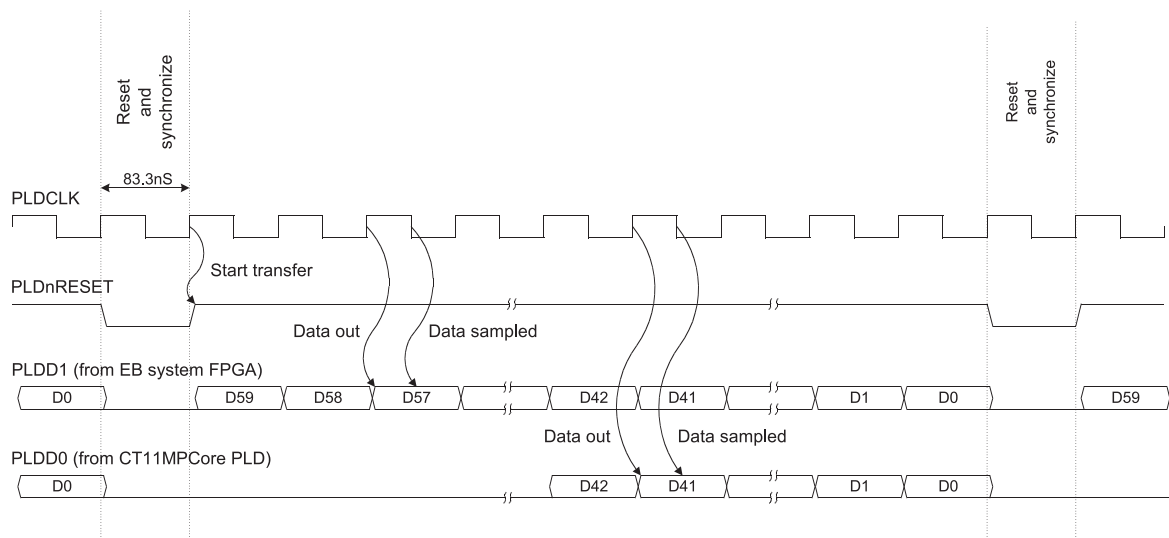 Reset
and
synchronize
Reset
and
synchronize
83.3nS
PLDCLK
Start transfer
PLDnRESET
Data out
Data sampled
PLDD1 (from EB system FPGA)
D0 D59 D58 D57 D42 D41 D1 D0 D59
Data out
Data sampled
PLDD0 (from CT11MPCore PLD)
D0 D42 D41 D1 D0